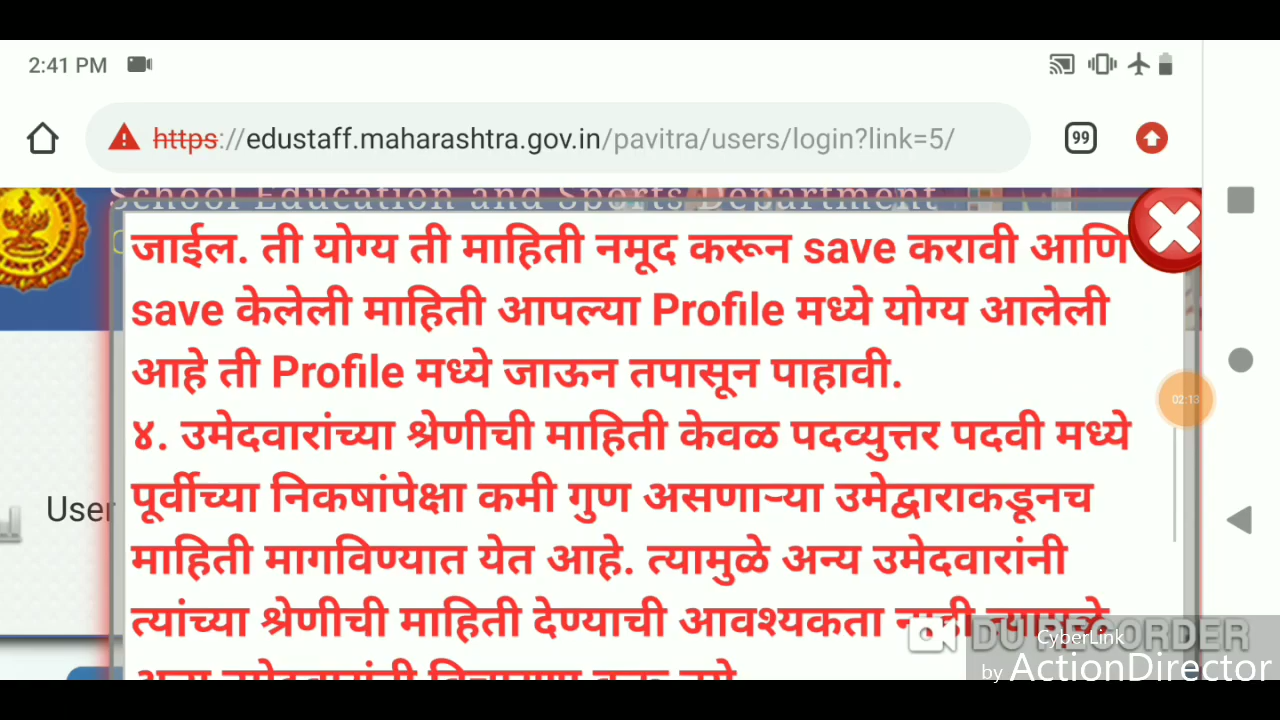 2:41 PM
https://edustaff.maharashtra.gov.in/pavitra/users/login?link=5/
99
School Education and Sports Department
जाईल. ती योग्य ती माहिती नमूद करून save करावी आणि
save केलेली माहिती आपल्या Profile मध्ये योग्य आलेली
आहे ती Profile मध्ये जाऊन तपासून पाहावी.
02:13
४. उमेदवारांच्या श्रेणीची माहिती केवळ पदव्युत्तर पदवी मध्ये
पूर्वीच्या निकषांपेक्षा कमी गुण असणाऱ्या उमेद्वाराकडूनच
User
माहिती मागविण्यात येत आहे. त्यामुळे अन्य उमेदवारांनी
त्यांच्या श्रेणीची माहिती देण्याची आवश्यकता नाही त्यामुळे
DU RECORDER
CyberLink
by ActionDirector